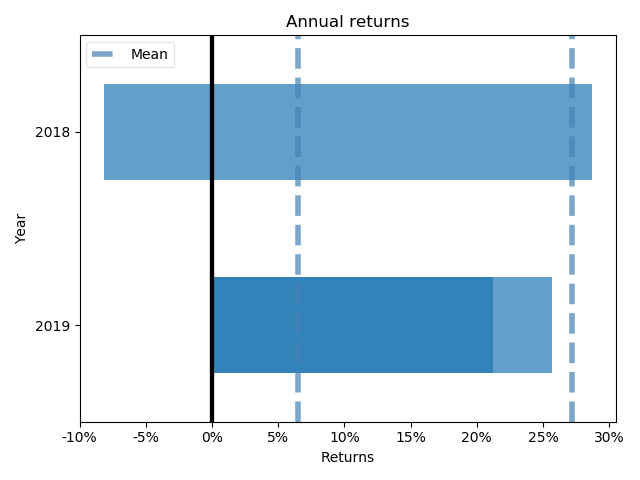 Annual returns
Mean
2018
2019
Year
-10% -5% 0% 5% 10% 15% 20% 25% 30%
Returns